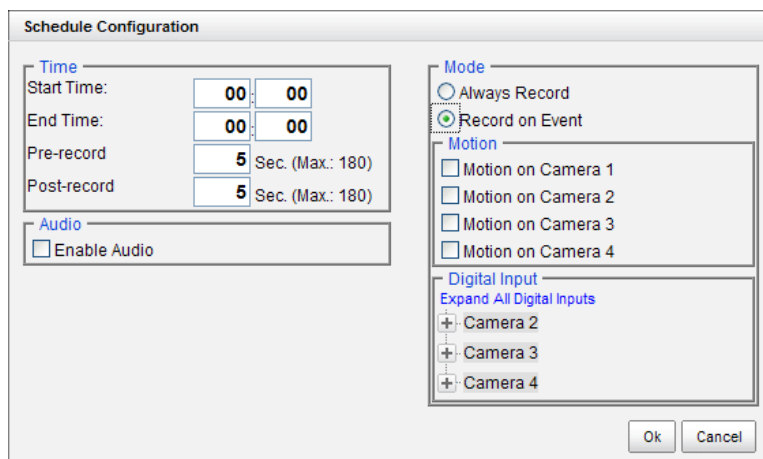 Schedule Configuration
Time
Start Time: 00 : 00
End Time: 00 : 00
Pre-record 5 Sec. (Max.: 180)
Post-record 5 Sec. (Max.: 180)
Audio
Enable Audio
Mode
Always Record
Record on Event
Motion
Motion on Camera 1
Motion on Camera 2
Motion on Camera 3
Motion on Camera 4
Digital Input
Expand All Digital Inputs
Camera 2
Camera 3
Camera 4
Ok Cancel